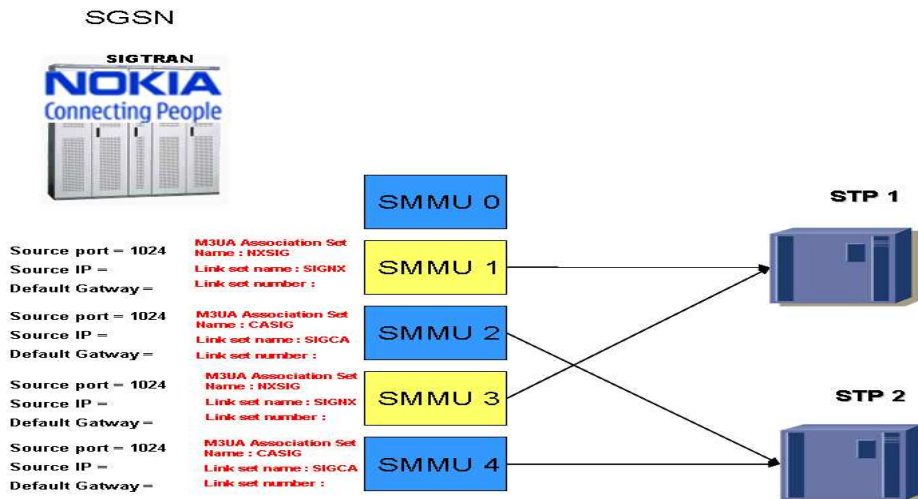 SGSN
SIGTRAN
NOKIA
Connecting People
SMMU 0
STP 1
Source port = 1024
Source IP =
Default Gatway =
M3UA Association Set
Name : NXSIG
Link set name : SIGNX
Link set number :
SMMU 1
Source port = 1024
Source IP =
Default Gatway =
M3UA Association Set
Name : CASIG
Link set name : SIGCA
Link set number :
SMMU 2
Source port = 1024
Source IP =
Default Gatway =
M3UA Association Set
Name : NXSIG
Link set name : SIGNX
Link set number :
SMMU 3
STP 2
Source port = 1024
Source IP =
Default Gatway =
M3UA Association Set
Name : CASIG
Link set name : SIGCA
Link set number :
SMMU 4